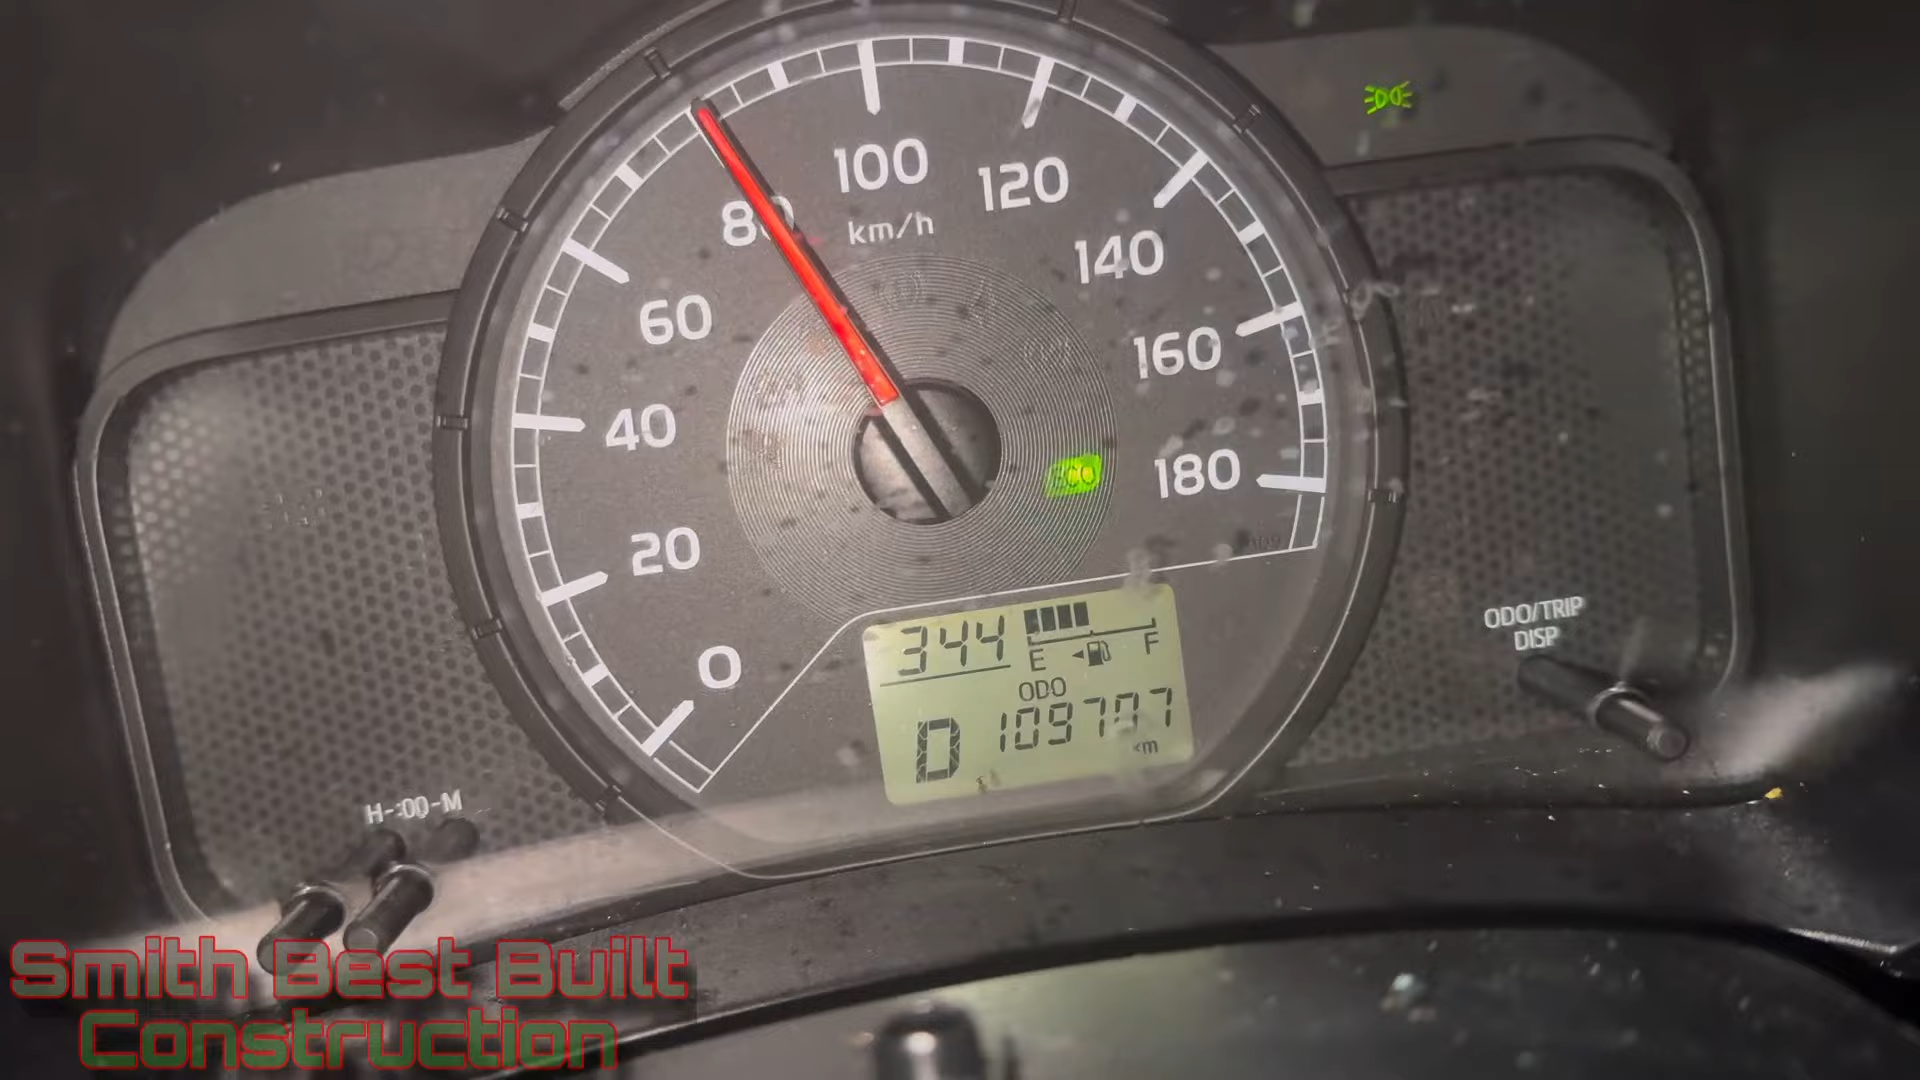 100
120
80
km/h
140
60
160
40
180
ECO
20
344
E
F
ODO/TRIP
DISP
0
ODO
D
109707
km
H-:00-M
Smith Best Built
Construction